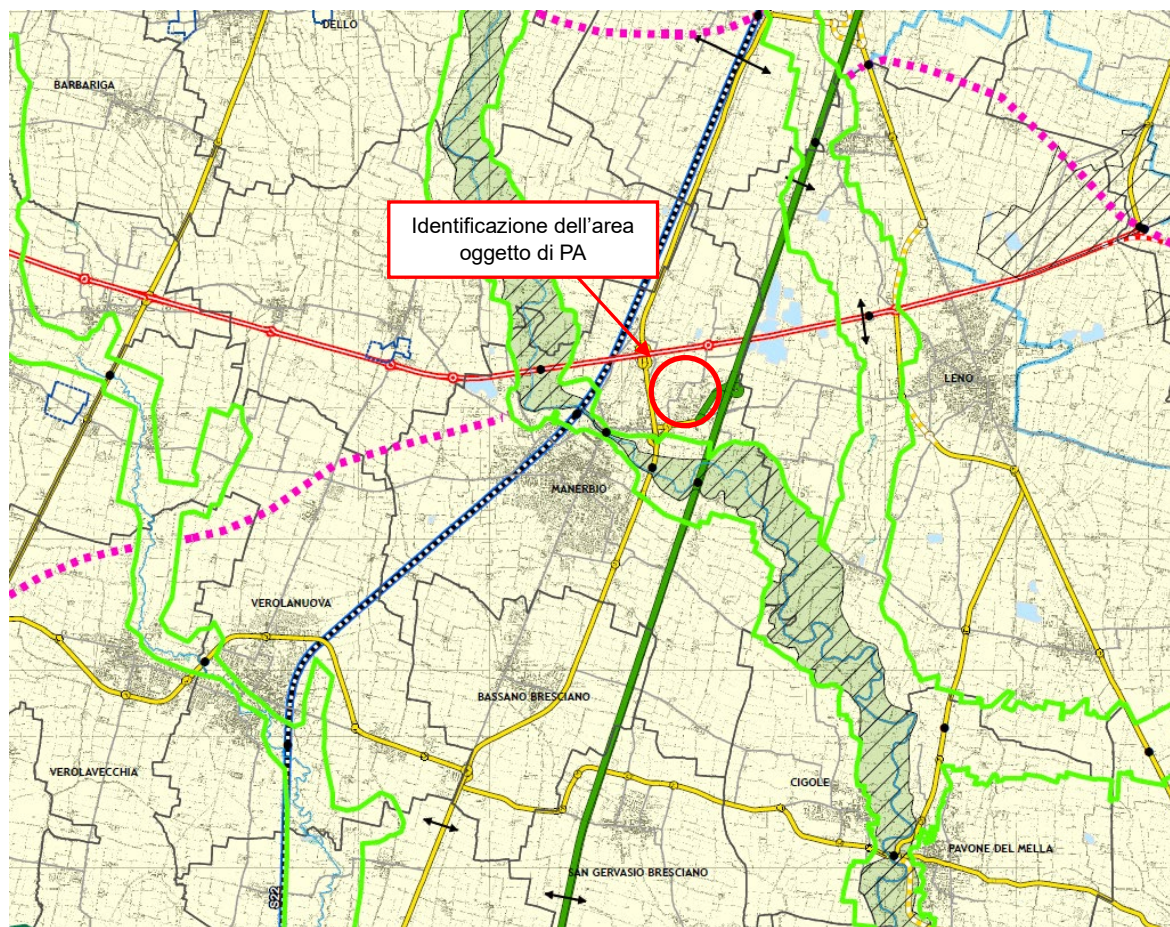 DELLO
BARBARIGA
Identificazione dell'area
oggetto di PA
LENO
MANERBIO
VEROLANUOVA
BASSANO BRESCIANO
VEROLAVECCHIA
CIGOLE
PAVONE DEL MELLA
SAN GERVASIO BRESCIANO
S22